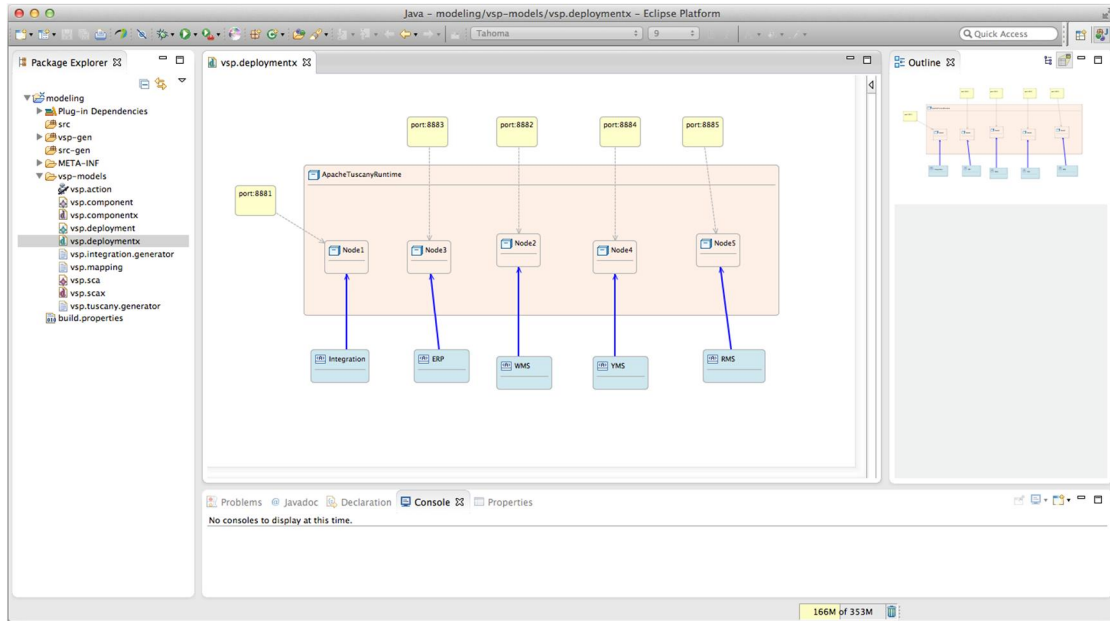 Java - modeling/vsp-models/vsp.deploymentx - Eclipse Platform
Tahoma 9 Quick Access
Package Explorer
modeling
Plug-in Dependencies
src
vsp-gen
src-gen
META-INF
vsp-models
vsp.action
vsp.component
vsp.componentx
vsp.deployment
vsp.deploymentx
vsp.integration.generator
vsp.mapping
vsp.sca
vsp.scax
vsp.tuscany.generator
build.properties
vsp.deploymentx
port:8883 port:8882 port:8884 port:8885
ApacheTuscanyRuntime
port:8881
Node1 Node3 Node2 Node4 Node5
Integration ERP WMS YMS RMS
Outline
Problems Javadoc Declaration Console Properties
No consoles to display at this time.
166M of 353M